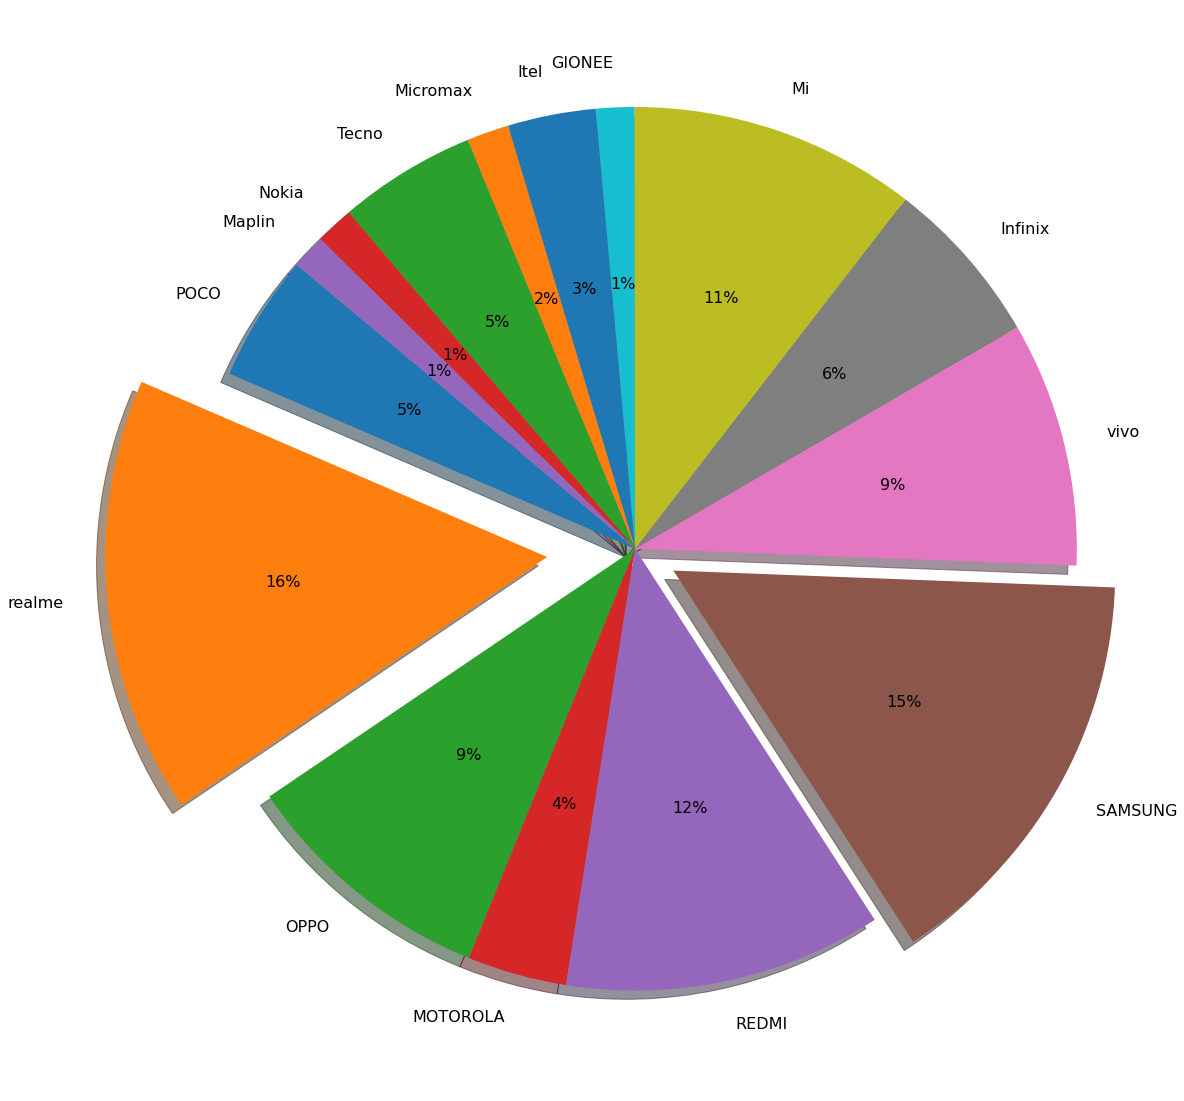 GIONEE
Itel
Mi
Micromax
Tecno
Nokia
Maplin
Infinix
POCO
vivo
realme
SAMSUNG
OPPO
MOTOROLA
REDMI
1%
3%
2%
11%
5%
1%
1%
6%
5%
9%
16%
15%
9%
4%
12%